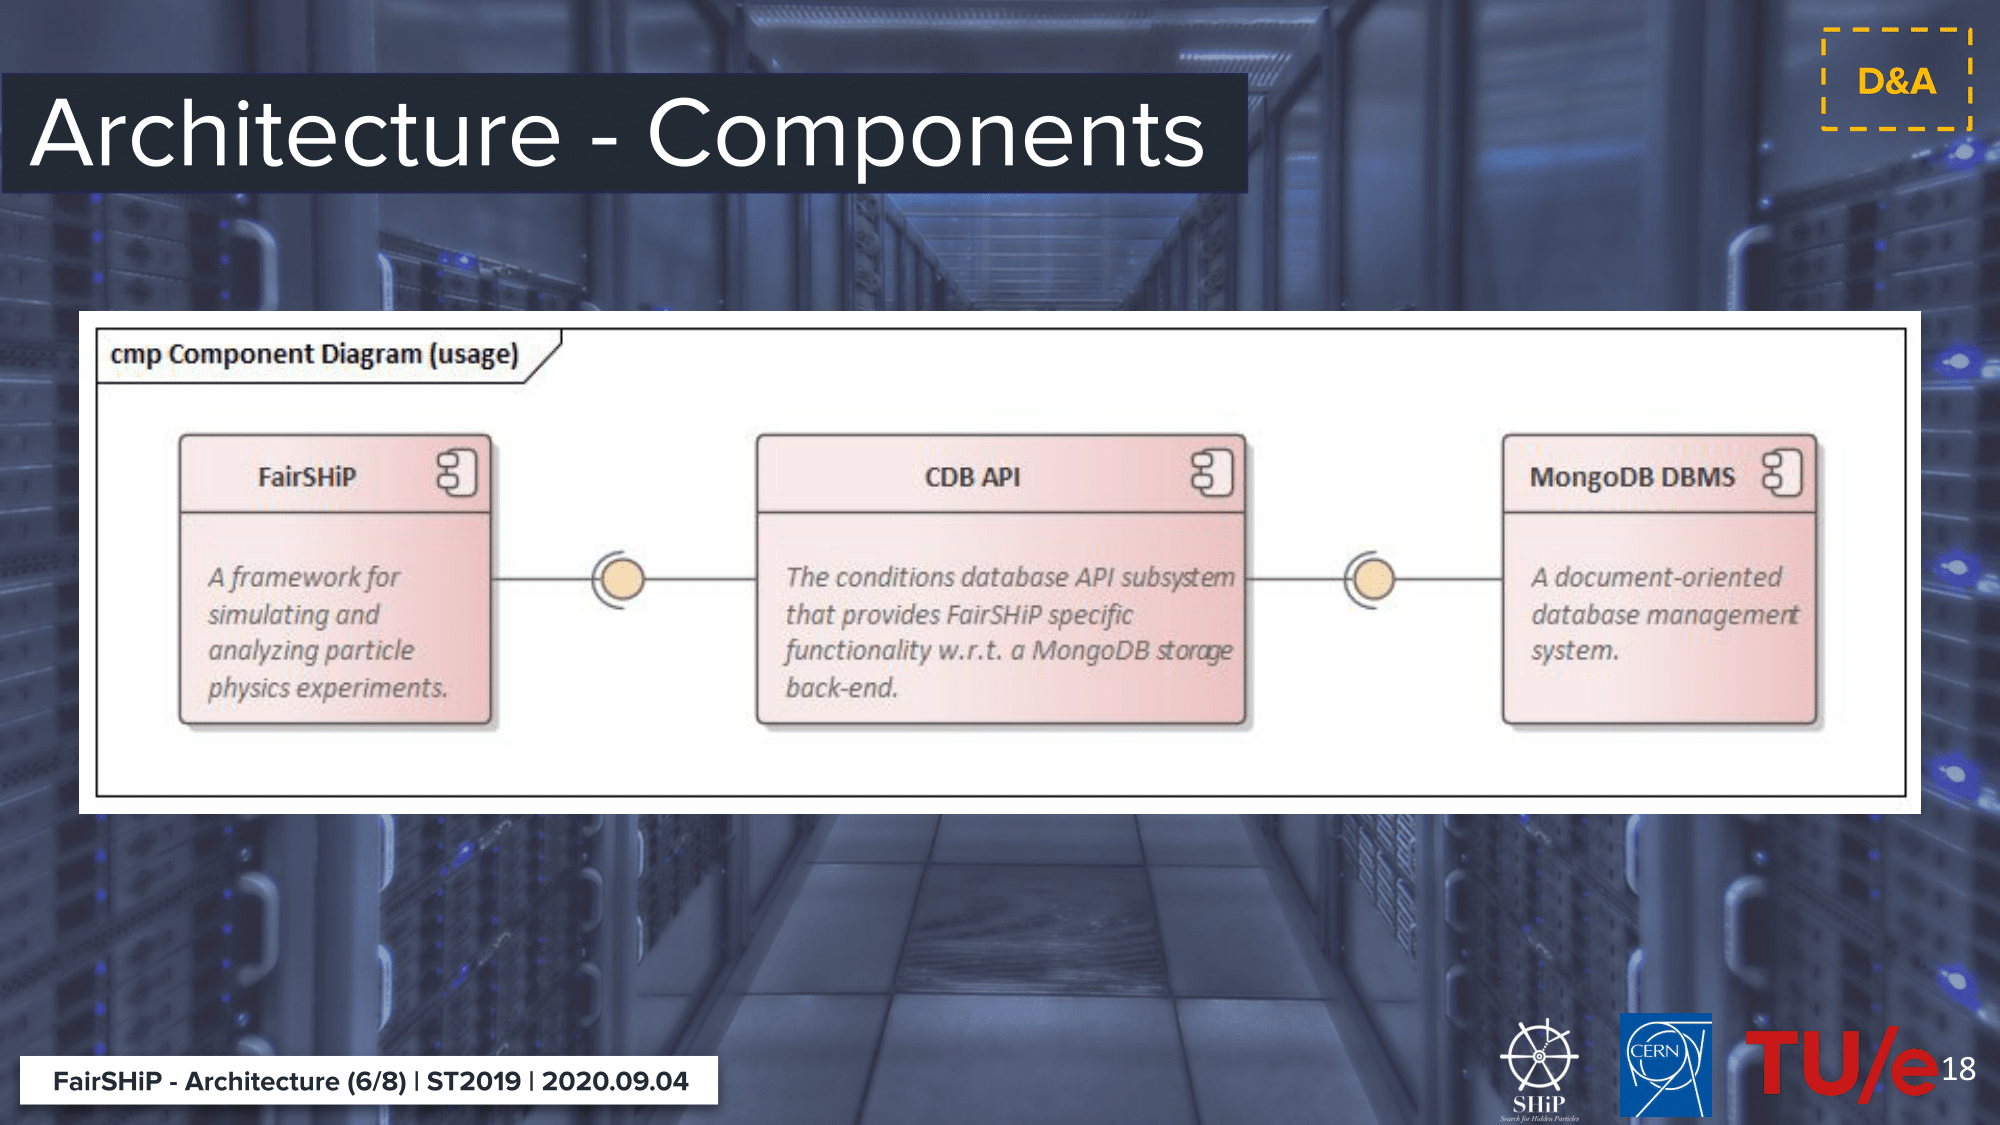 D&A
Architecture - Components
cmp Component Diagram (usage)
FairSHiP
A framework for
simulating and
analyzing particle
physics experiments.
CDB API
The conditions database API subsystem
that provides FairSHiP specific
functionality w.r.t. a MongoDB storage
back-end.
MongoDB DBMS
A document-oriented
database management
system.
FairSHiP - Architecture (6/8) | ST2019 | 2020.09.04
SHiP
Search for Hidden Particles
CERN
TU/e
18